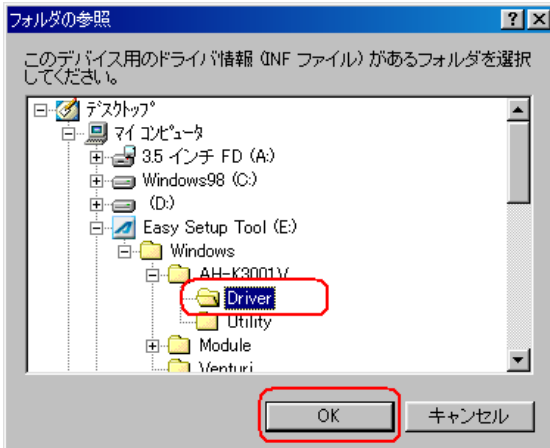 フォルダの参照
このデバイス用のドライバ情報 (INF ファイル) があるフォルダを選択
してください。
デスクトップ
マイ コンピュータ
3.5 インチ FD (A:)
Windows98 (C:)
(D:)
Easy Setup Tool (E:)
Windows
AH-K3001V
Driver
Utility
Module
Venturi
OK
キャンセル